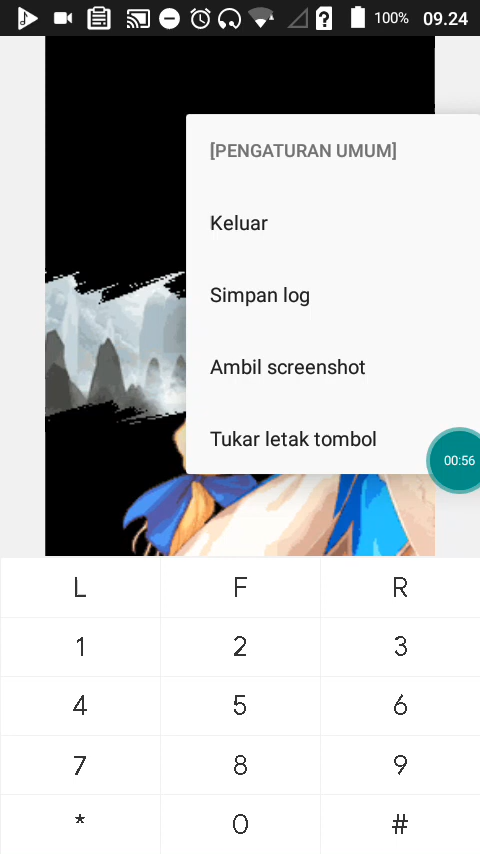 100% 09.24
[PENGATURAN UMUM]
Keluar
Simpan log
Ambil screenshot
Tukar letak tombol
00:56
L F R
1 2 3
4 5 6
7 8 9
* 0 #